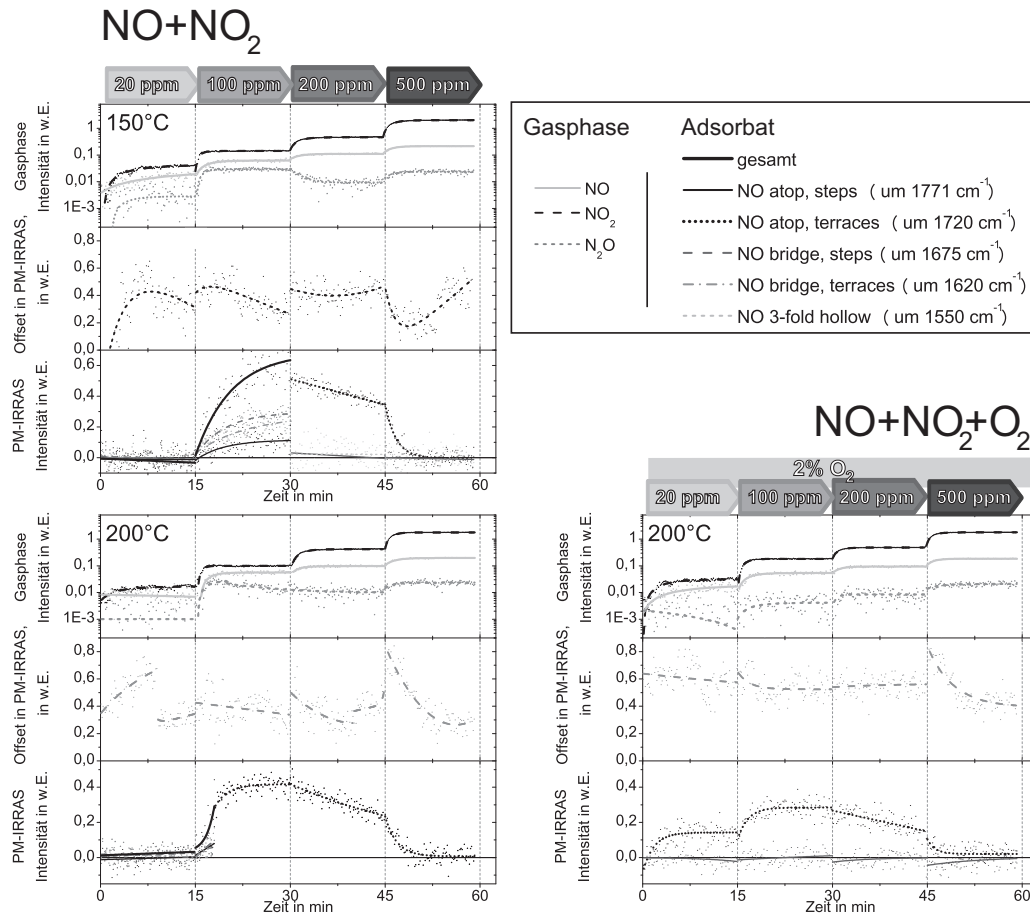 NO+NO2
20 ppm 100 ppm 200 ppm 500 ppm
150°C
Gasphase
Intensität in w.E.
1
0,1
0,01
1E-3
Offset in PM-IRRAS,
in w.E.
0,8
0,6
0,4
0,2
0,0
PM-IRRAS
Intensität in w.E.
0,6
0,4
0,2
0,0
0 15 30 45 60
Zeit in min
Gasphase Adsorbat
gesamt
NO NO atop, steps ( um 1771 cm-1)
NO2 NO atop, terraces ( um 1720 cm-1)
N2O NO bridge, steps ( um 1675 cm-1)
NO bridge, terraces ( um 1620 cm-1)
NO 3-fold hollow ( um 1550 cm-1)
200°C
Gasphase
Intensität in w.E.
1
0,1
0,01
1E-3
Offset in PM-IRRAS,
in w.E.
0,8
0,6
0,4
0,2
0,0
PM-IRRAS
Intensität in w.E.
0,4
0,2
0,0
0 15 30 45 60
Zeit in min
NO+NO2+O2
2% O2
20 ppm 100 ppm 200 ppm 500 ppm
200°C
Gasphase
Intensität in w.E.
1
0,1
0,01
1E-3
Offset in PM-IRRAS,
in w.E.
0,8
0,6
0,4
0,2
0,0
PM-IRRAS
Intensität in w.E.
0,4
0,2
0,0
0 15 30 45 60
Zeit in min